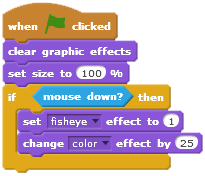 when clicked
clear graphic effects
set size to 100 %
if mouse down? then
set fisheye effect to 1
change color effect by 25